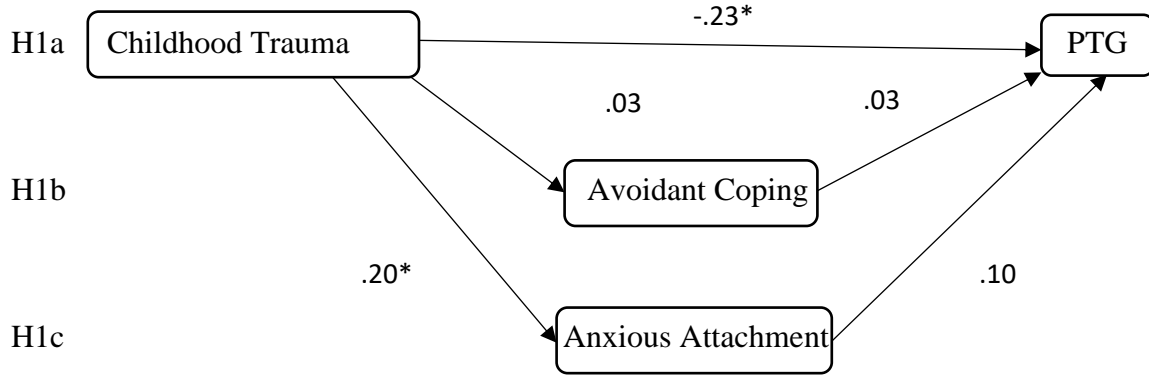 -.23*
H1a Childhood Trauma PTG
.03 .03
H1b Avoidant Coping
.20* .10
H1c Anxious Attachment